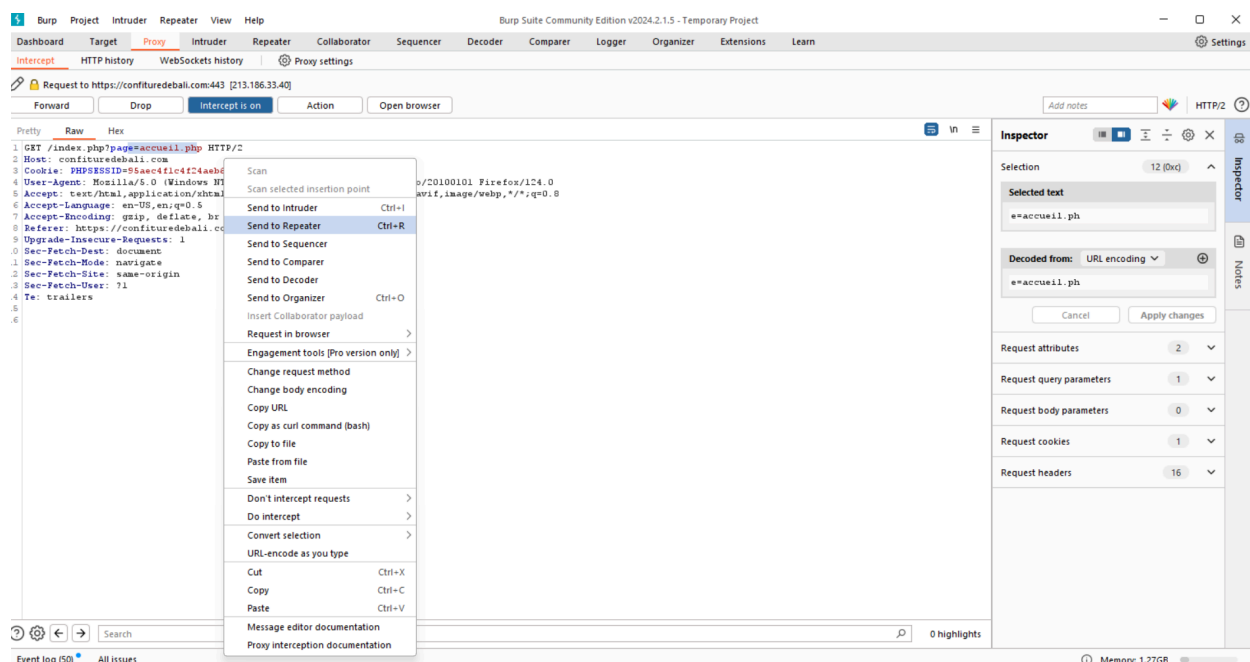 Burp Project Intruder Repeater View Help
Burp Suite Community Edition v2024.2.1.5 - Temporary Project
Dashboard Target Proxy Intruder Repeater Collaborator Sequencer Decoder Comparer Logger Organizer Extensions Learn
Settings
Intercept HTTP history WebSockets history Proxy settings
Request to https://confituredebali.com:443 [213.186.33.40]
Forward Drop Intercept is on Action Open browser
Add notes
HTTP/2
Pretty Raw Hex
\n
1 GET /index.php?page=accueil.php HTTP/2
2 Host: confituredebali.com
3 Cookie: PHPSESSID=95aec4f1c4f24aeb
4 User-Agent: Mozilla/5.0 (Windows NT
o/20100101 Firefox/124.0
5 Accept: text/html,application/xhtml
avif,image/webp,*/*;q=0.8
6 Accept-Language: en-US,en;q=0.5
7 Accept-Encoding: gzip, deflate, br
8 Referer: https://confituredebali.co
9 Upgrade-Insecure-Requests: 1
.0 Sec-Fetch-Dest: document
.1 Sec-Fetch-Mode: navigate
.2 Sec-Fetch-Site: same-origin
.3 Sec-Fetch-User: ?1
.4 Te: trailers
.5
.6
Scan
Scan selected insertion point
Send to Intruder Ctrl+I
Send to Repeater Ctrl+R
Send to Sequencer
Send to Comparer
Send to Decoder
Send to Organizer Ctrl+O
Insert Collaborator payload
Request in browser
Engagement tools [Pro version only]
Change request method
Change body encoding
Copy URL
Copy as curl command (bash)
Copy to file
Paste from file
Save item
Don't intercept requests
Do intercept
Convert selection
URL-encode as you type
Cut Ctrl+X
Copy Ctrl+C
Paste Ctrl+V
Message editor documentation
Proxy interception documentation
Inspector
Selection 12 (0xc)
Selected text
e=accueil.ph
Decoded from: URL encoding
e=accueil.ph
Cancel Apply changes
Request attributes 2
Request query parameters 1
Request body parameters 0
Request cookies 1
Request headers 16
Inspector
Notes
Search
0 highlights
Event log (50) All issues
Memory: 1.27GB